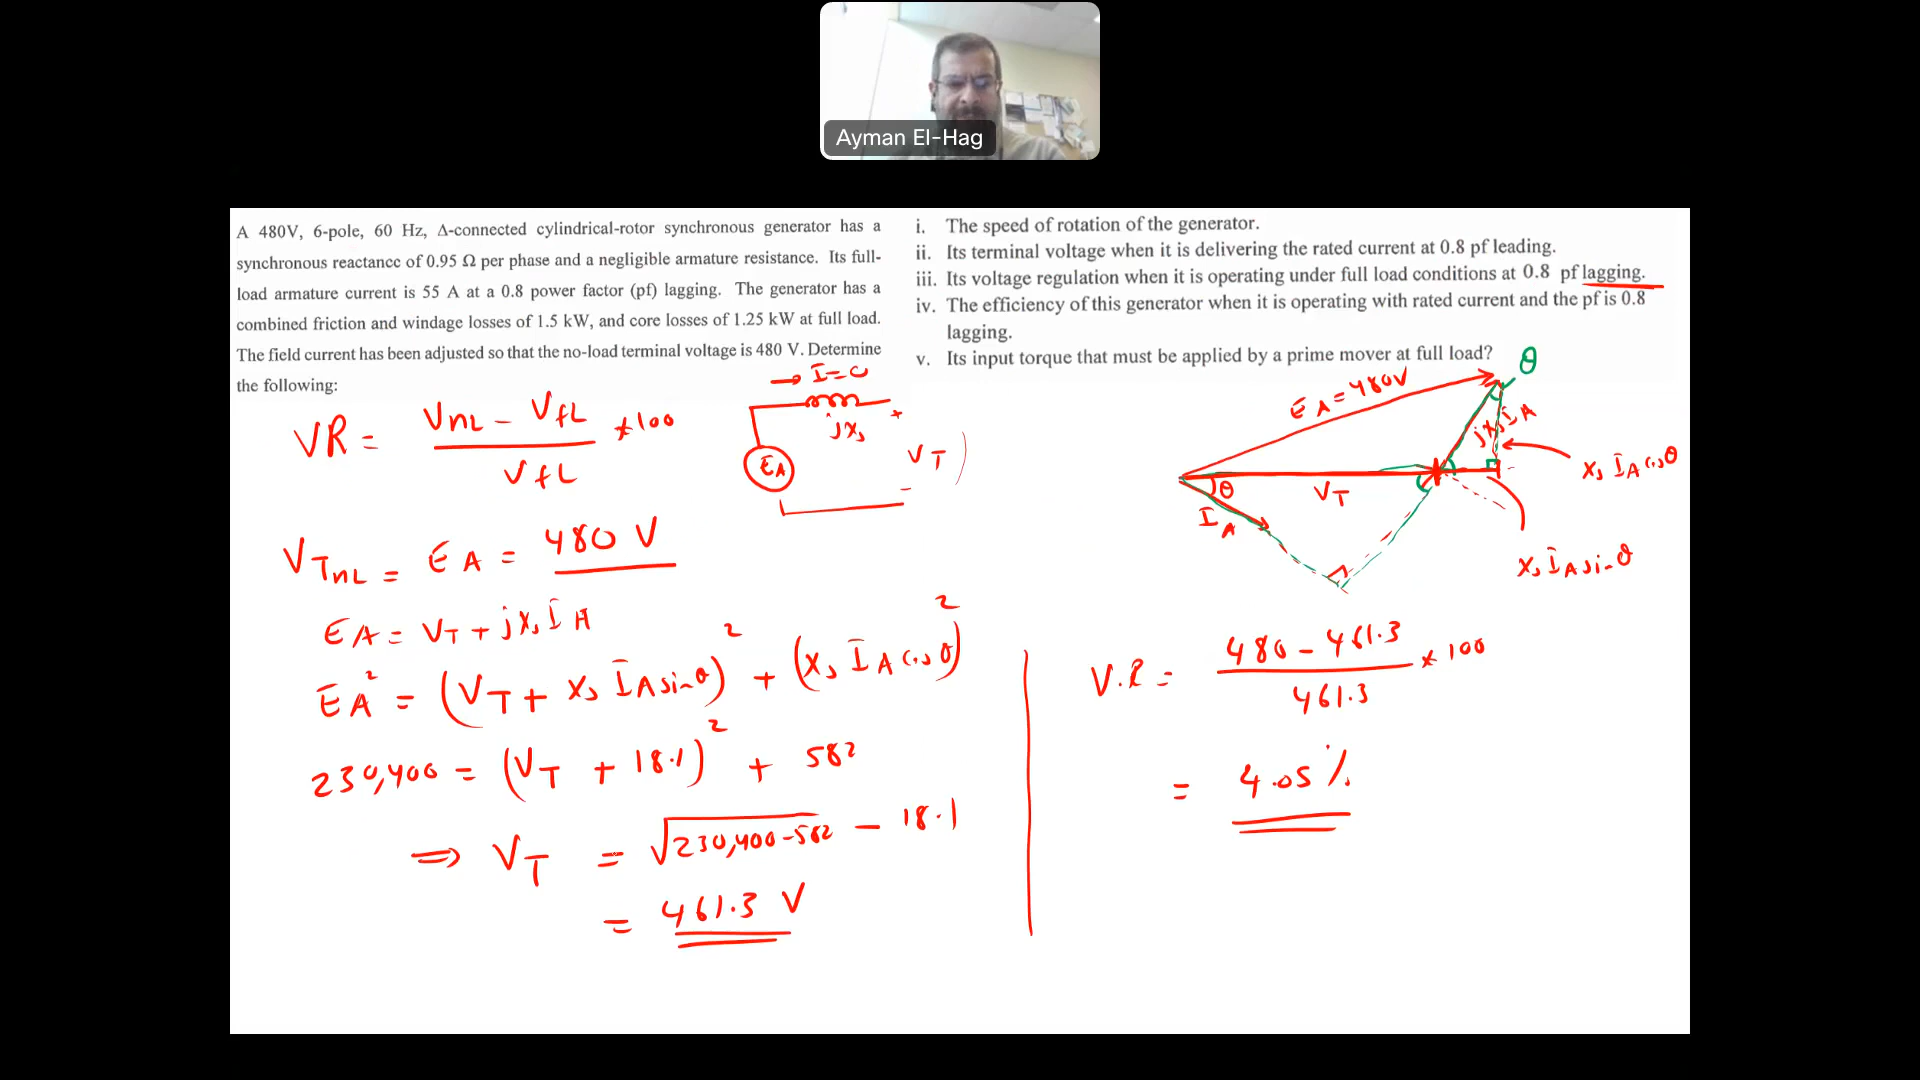 Ayman El-Hag
A 480V, 6-pole, 60 Hz, Δ-connected cylindrical-rotor synchronous generator has a
synchronous reactance of 0.95 Ω per phase and a negligible armature resistance. Its full-
load armature current is 55 A at a 0.8 power factor (pf) lagging. The generator has a
combined friction and windage losses of 1.5 kW, and core losses of 1.25 kW at full load.
The field current has been adjusted so that the no-load terminal voltage is 480 V. Determine
the following:
i. The speed of rotation of the generator.
ii. Its terminal voltage when it is delivering the rated current at 0.8 pf leading.
iii. Its voltage regulation when it is operating under full load conditions at 0.8 pf lagging.
iv. The efficiency of this generator when it is operating with rated current and the pf is 0.8
lagging.
v. Its input torque that must be applied by a prime mover at full load?
VR = (VnL - VfL) / VfL * 100
→ I=0
jXs
EA
+
VT
-
VTnL = EA = 480 V
EA = VT + jXs IA
EA² = (VT + Xs IA sinθ)² + (Xs IA cosθ)²
230,400 = (VT + 18.1)² + 582
⇒ VT = √230,400-582 - 18.1
= 461.3 V
EA = 480V
θ
jXs IA
Xs IA cosθ
θ
VT
IA
Xs IA sinθ
V.R = (480 - 461.3) / 461.3 * 100
= 4.05 %